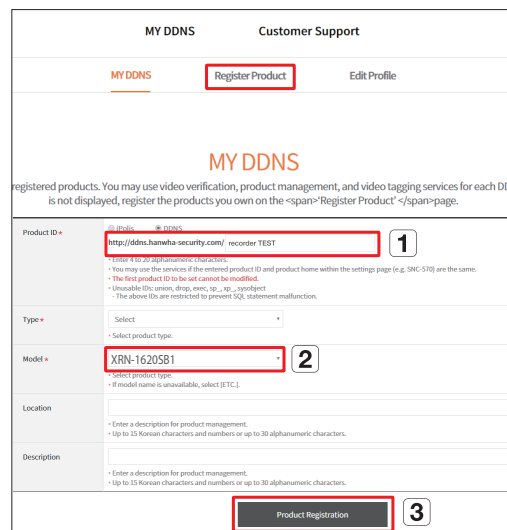 MY DDNS Customer Support
MY DDNS Register Product Edit Profile
MY DDNS
registered products. You may use video verification, product management, and video tagging services for each DD
is not displayed, register the products you own on the <span>'Register Product' </span>page.
Product ID *
iPolis DDNS
http://ddns.hanwha-security.com/ recorder TEST
1
• Enter 4 to 20 alphanumeric characters.
• You may use the services if the entered product ID and product home within the settings page (e.g. SNC-570) are the same.
• The first product ID to be set cannot be modified.
• Unusable IDs: union, drop, exec, sp_, xp_, sysobject
- The above IDs are restricted to prevent SQL statement malfunction.
Type *
Select
• Select product type.
Model *
XRN-1620SB1
2
• Select product type.
• If model name is unavailable, select [ETC.].
Location
• Enter a description for product management.
• Up to 15 Korean characters and numbers or up to 30 alphanumeric characters.
Description
• Enter a description for product management.
• Up to 15 Korean characters and numbers or up to 30 alphanumeric characters.
Product Registration
3